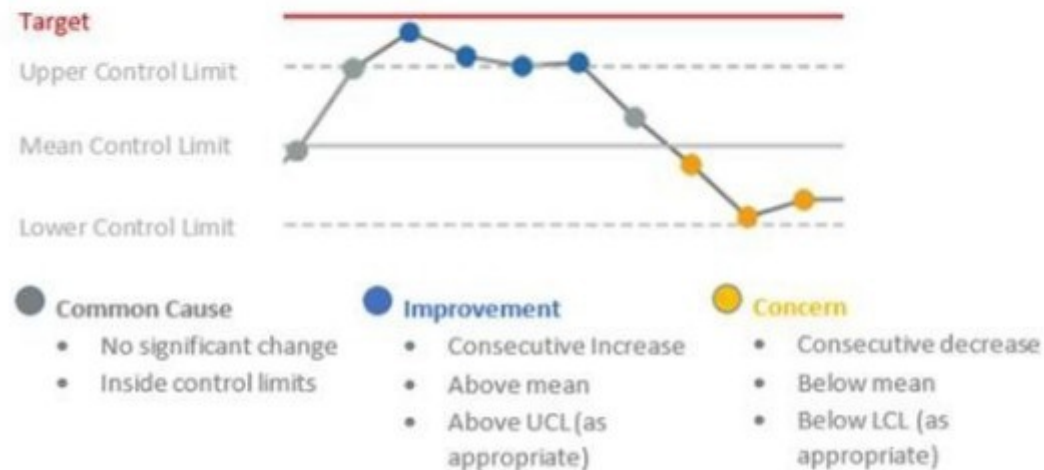 Target
Upper Control Limit
Mean Control Limit
Lower Control Limit
Common Cause
• No significant change
• Inside control limits
Improvement
• Consecutive Increase
• Above mean
• Above UCL (as
appropriate)
Concern
• Consecutive decrease
• Below mean
• Below LCL (as
appropriate)